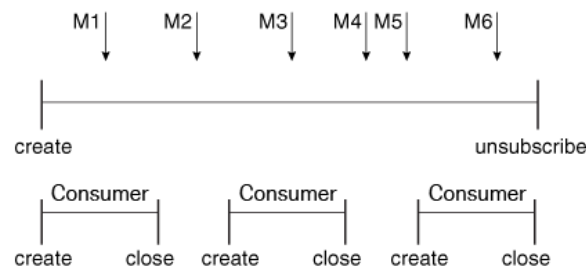 M1 M2 M3 M4 M5 M6
create unsubscribe
Consumer Consumer Consumer
create close create close create close